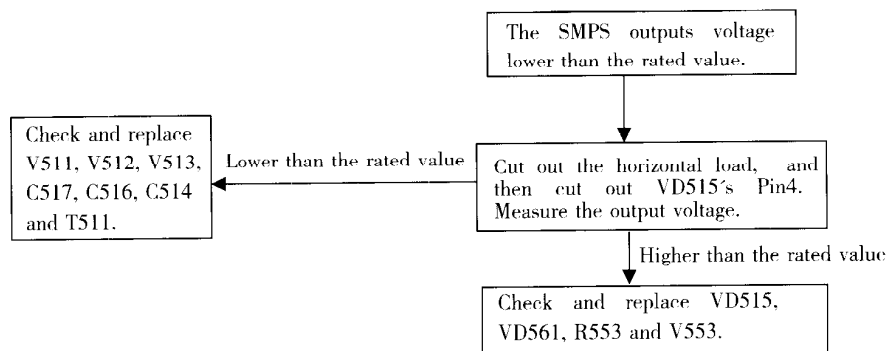 The SMPS outputs voltage
lower than the rated value.
Check and replace
V511, V512, V513,
C517, C516, C514
and T511.
Lower than the rated value
Cut out the horizontal load, and
then cut out VD515's Pin4.
Measure the output voltage.
Higher than the rated value
Check and replace VD515,
VD561, R553 and V553.